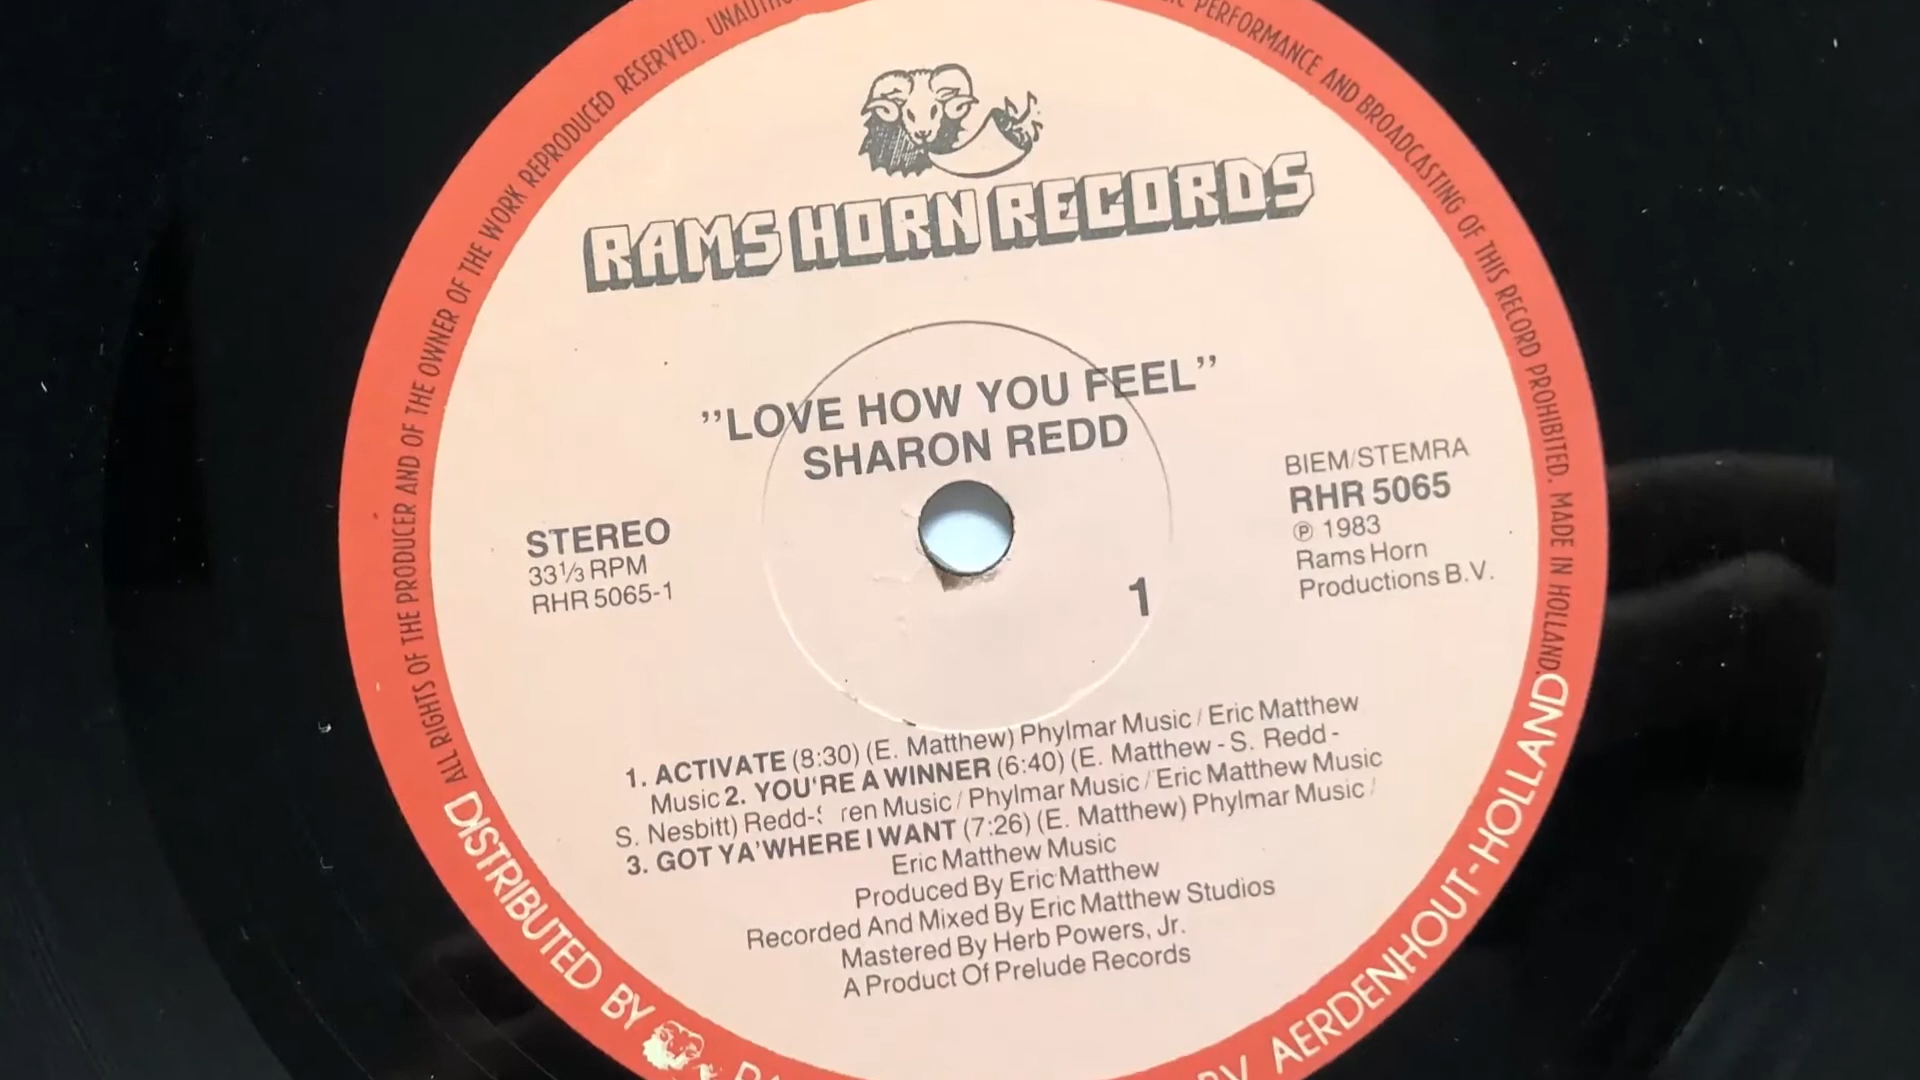 ALL RIGHTS OF THE PRODUCER AND OF THE OWNER OF THE WORK REPRODUCED RESERVED.
PERFORMANCE AND BROADCASTING OF THIS RECORD PROHIBITED. MADE IN HOLLAND.
RAMS HORN RECORDS
"LOVE HOW YOU FEEL"
SHARON REDD
STEREO
33⅓ RPM
RHR 5065-1
BIEM/STEMRA
RHR 5065
℗ 1983
Rams Horn
Productions B.V.
1
1. ACTIVATE (8:30) (E. Matthew) Phylmar Music / Eric Matthew
Music 2. YOU'RE A WINNER (6:40) (E. Matthew - S. Redd -
S. Nesbitt) Music / Phylmar Music / Eric Matthew Music
3. GOT YA'WHERE I WANT (7:26) (E. Matthew) Phylmar Music /
Eric Matthew Music
Produced By Eric Matthew
Recorded And Mixed By Eric Matthew Studios
Mastered By Herb Powers, Jr.
A Product Of Prelude Records
DISTRIBUTED BY
BV AERDENHOUT-HOLLAND